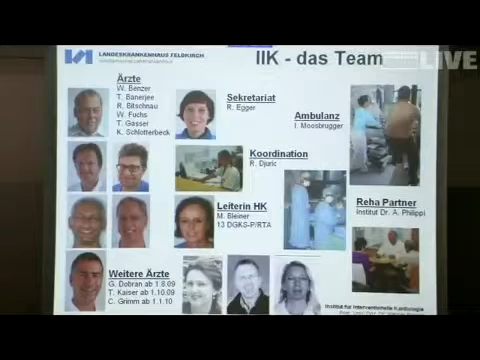 LANDESKRANKENHAUS FELDKIRCH
IIK - das Team
LIVE
Ärzte
W. Benzer
T. Banerjee
R. Bitschnau
W. Fuchs
T. Gasser
K. Schlotterbeck
Sekretariat
R. Egger
Ambulanz
I. Moosbrugger
Koordination
R. Djuric
Leiterin HK
M. Bleiner
13 DGKS-P/RTA
Reha Partner
Institut Dr. A. Philippi
Weitere Ärzte
G. Dobran ab 1.8.09
T. Kaiser ab 1.10.09
C. Grimm ab 1.1.10
Institut für Interventionelle Kardiologie